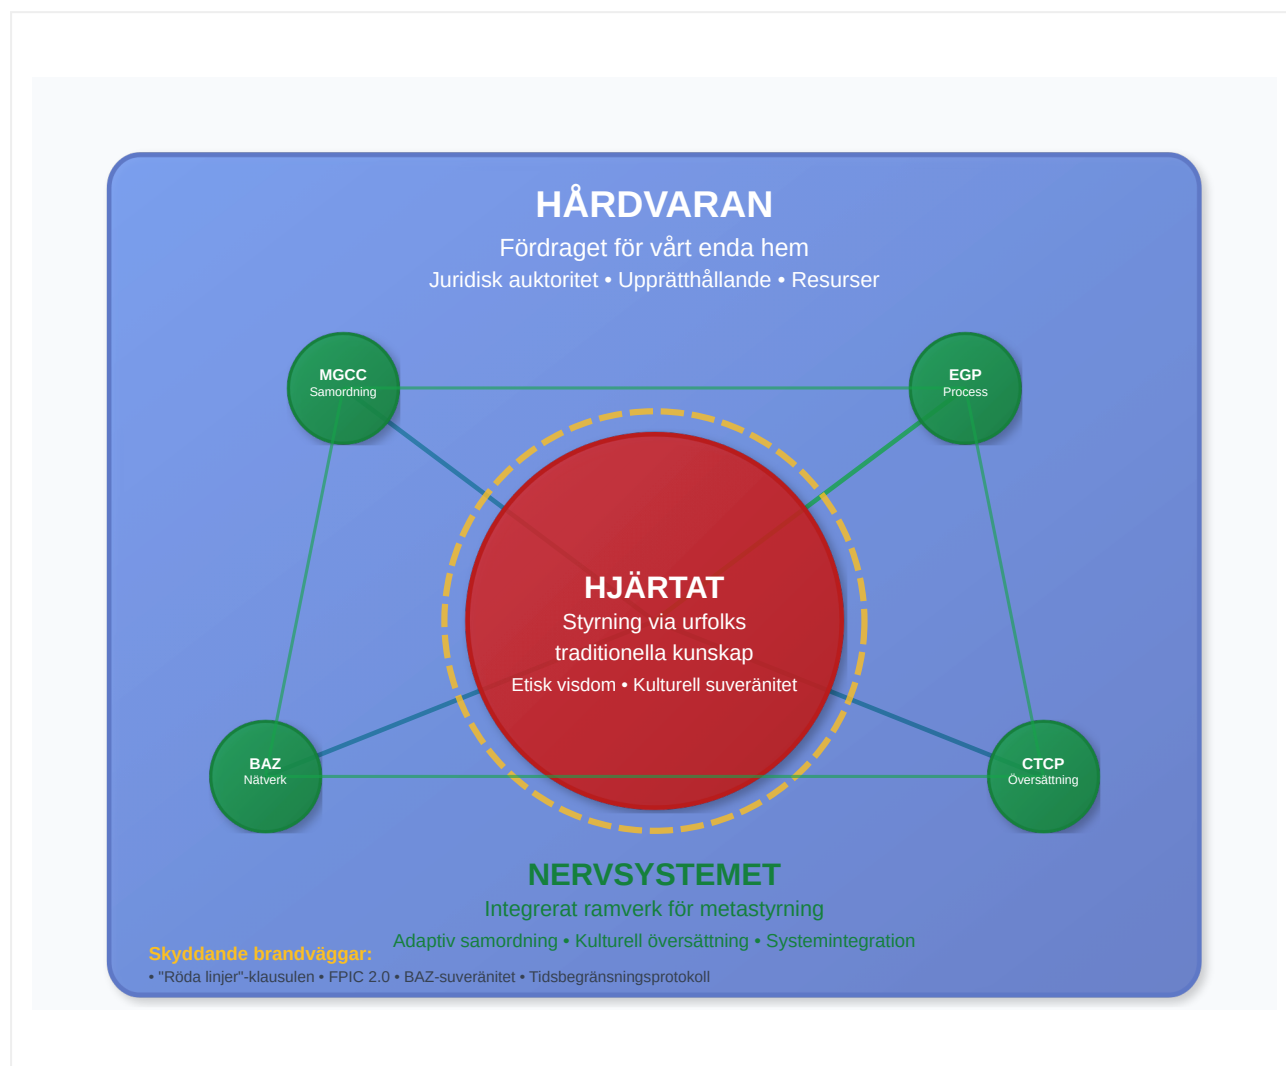 HÅRDVARAN
Fördraget för vårt enda hem
Juridisk auktoritet • Upprätthållande • Resurser
MGCC
Samordning
EGP
Process
HJÄRTAT
Styrning via urfolks
traditionella kunskap
Etisk visdom • Kulturell suveränitet
BAZ
Nätverk
CTCP
Översättning
NERVSYSTEMET
Integrerat ramverk för metastyrning
Adaptiv samordning • Kulturell översättning • Systemintegration
Skyddande brandväggar:
• "Röda linjer"-klausulen • FPIC 2.0 • BAZ-suveränitet • Tidsbegränsningsprotokoll